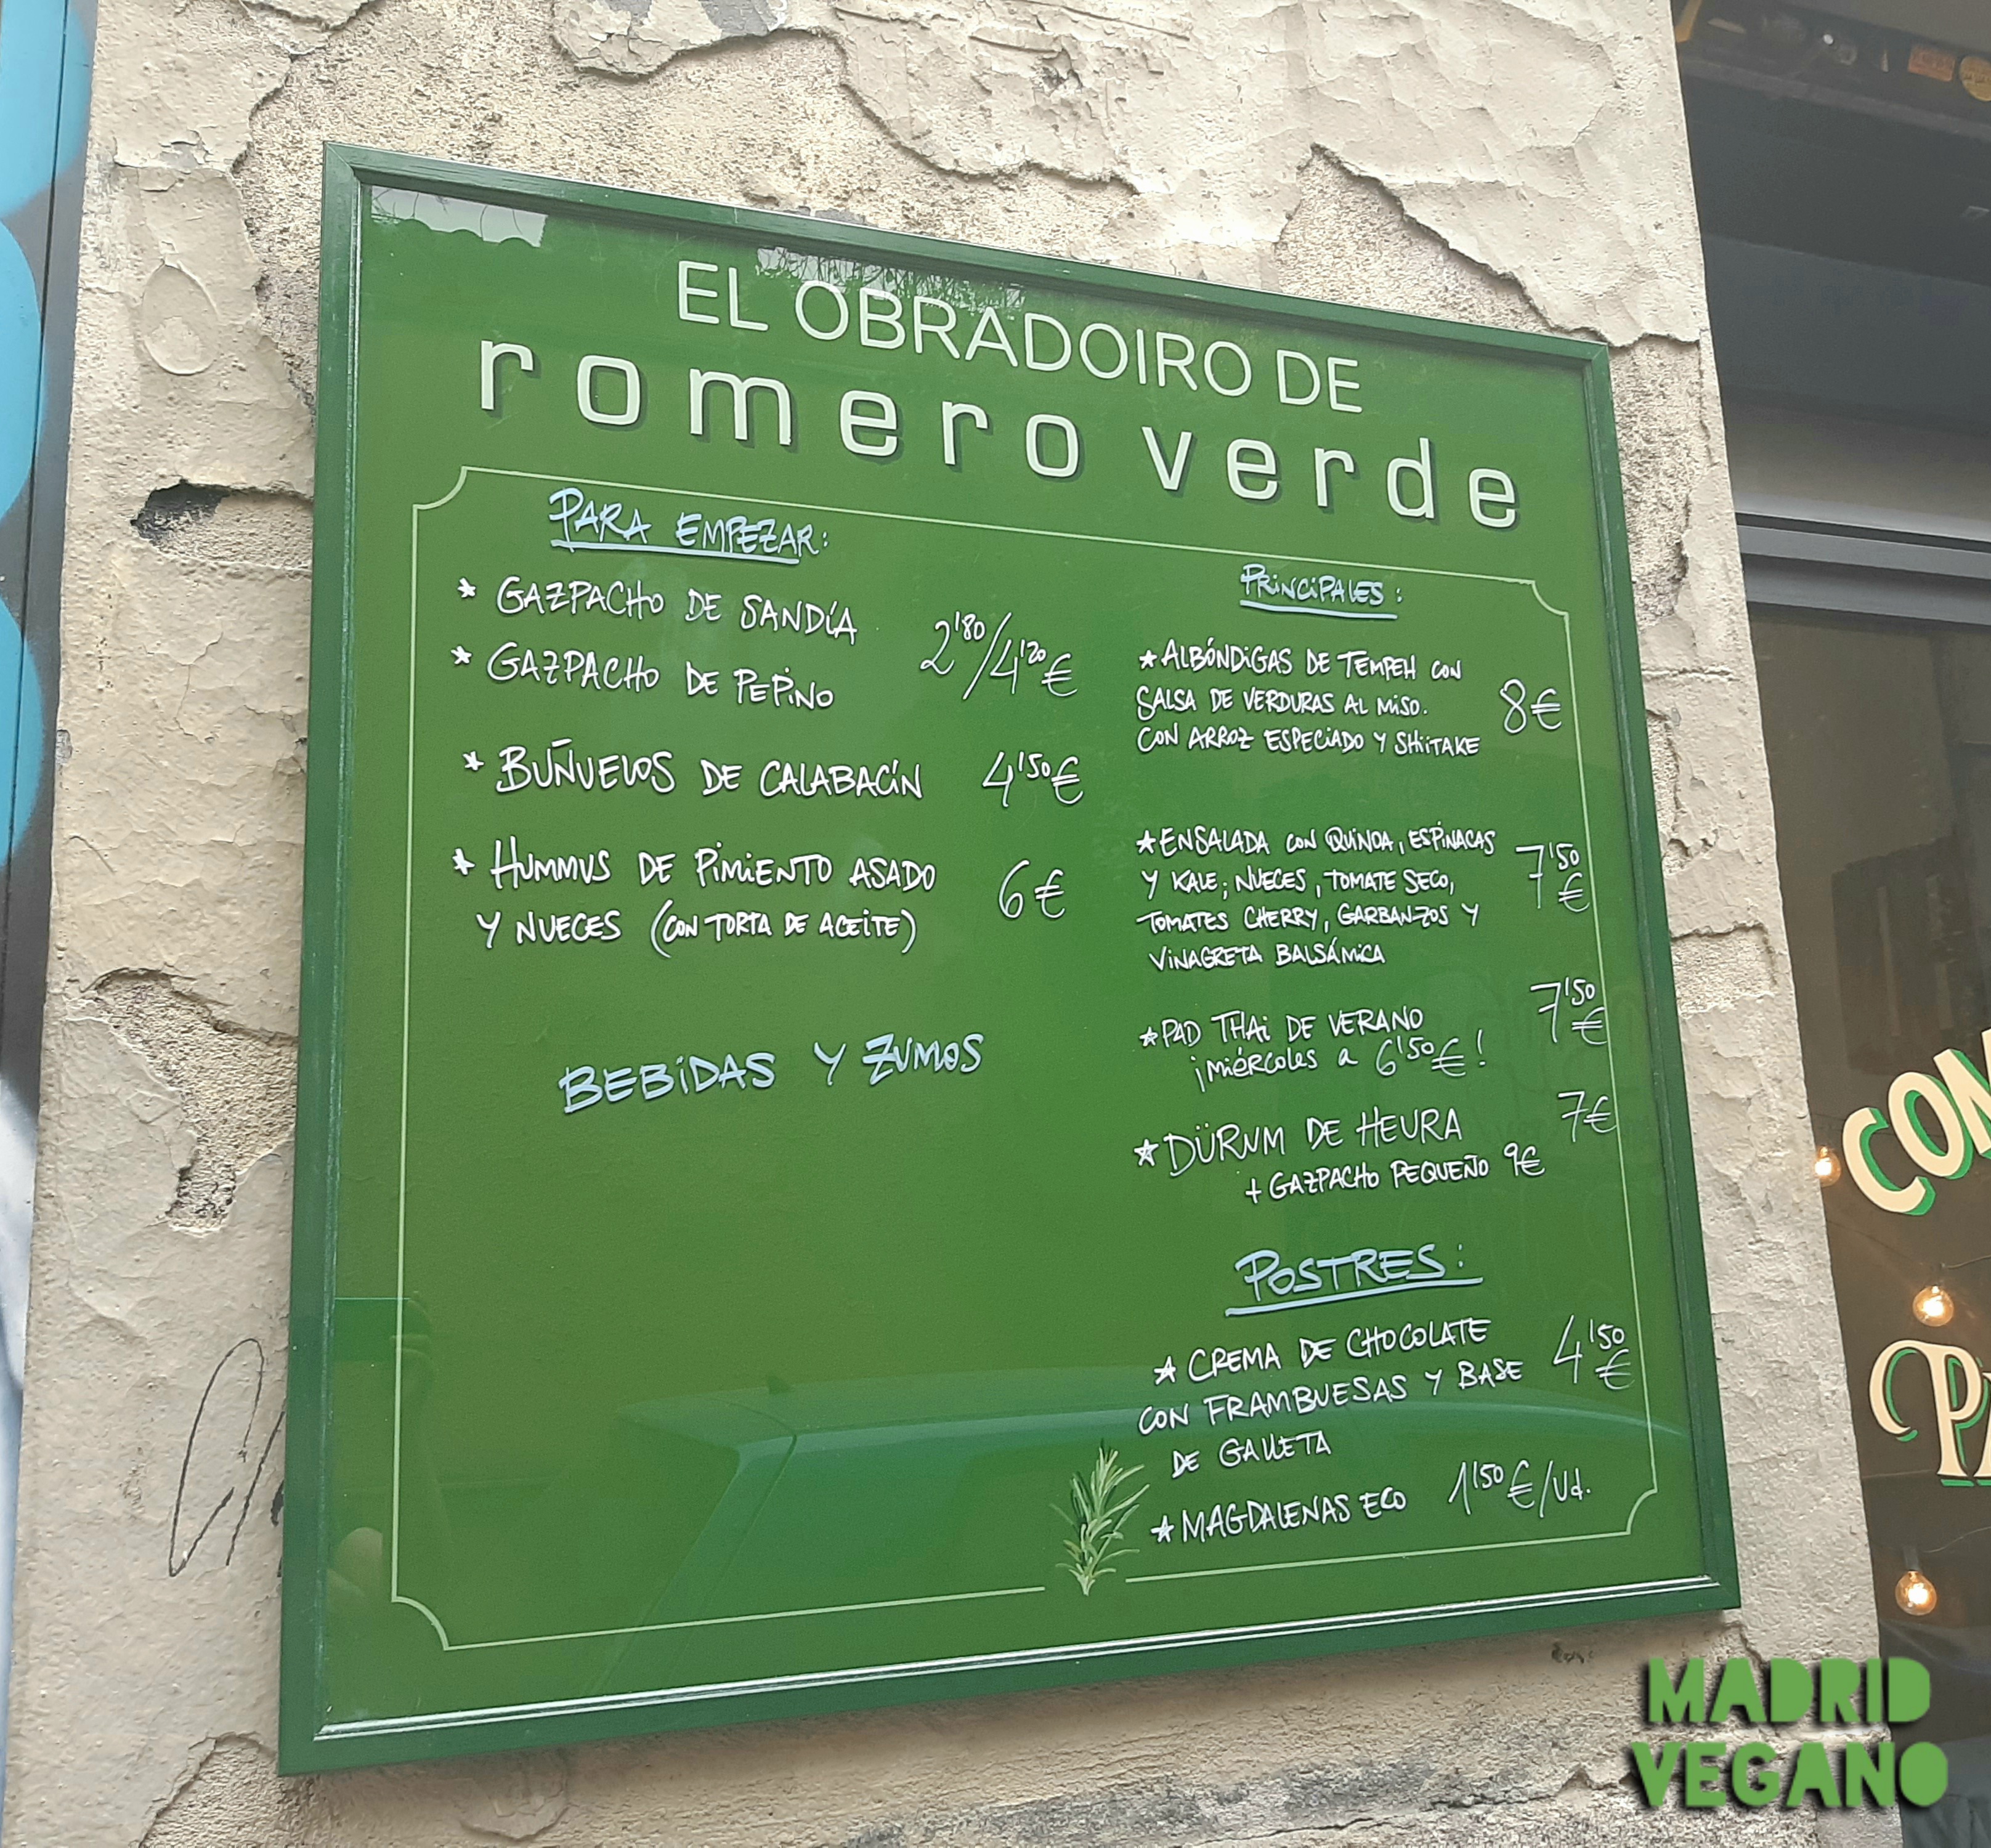 EL OBRADOIRO DE
romero verde
PARA EMPEZAR:
* GAZPACHO DE SANDÍA
* GAZPACHO DE PEPINO
2'80/4'20€
* BUÑUELOS DE CALABACÍN 4'50€
* HUMMUS DE PIMIENTO ASADO
Y NUECES (CON TORTA DE ACEITE)
6€
BEBIDAS Y ZUMOS
PRINCIPALES:
* ALBÓNDIGAS DE TEMPEH CON
SALSA DE VERDURAS AL MISO.
CON ARROZ ESPECIADO Y SHIITAKE
8€
* ENSALADA CON QUINOA, ESPINACAS
Y KALE, NUECES, TOMATE SECO,
TOMATES CHERRY, GARBANZOS Y
VINAGRETA BALSÁMICA
7'50
€
* PAD THAI DE VERANO
¡MIÉRCOLES A 6'50€!
7'50
€
* DÜRUM DE HEURA 7€
+ GAZPACHO PEQUEÑO 9€
POSTRES:
* CREMA DE CHOCOLATE
CON FRAMBUESAS Y BASE
DE GALLETA
4'50
€
* MAGDALENAS ECO 1'50€/Ud.
MADRID
VEGANO